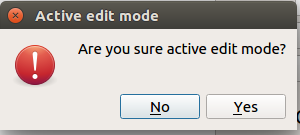 Active edit mode
Are you sure active edit mode?
No
Yes